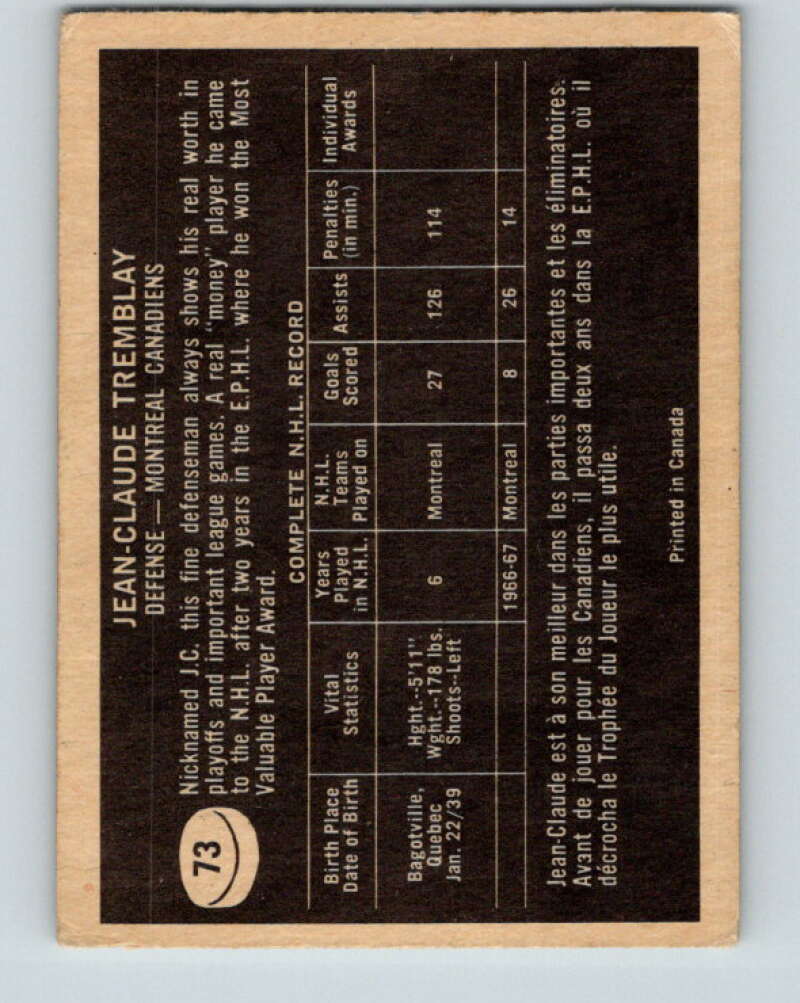 JEAN-CLAUDE TREMBLAY
DEFENSE — MONTREAL CANADIENS
73
Nicknamed J.C. this fine defenseman always shows his real worth in
playoffs and important league games. A real "money" player he came
to the N.H.L. after two years in the E.P.H.L. where he won the Most
Valuable Player Award.
COMPLETE N.H.L. RECORD
Birth Place
Date of Birth
Vital
Statistics
Years
Played
in N.H.L.
N.H.L.
Teams
Played on
Goals
Scored
Assists
Penalties
(in min.)
Individual
Awards
Bagotville,
Quebec
Jan. 22/39
Hght.--5'11"
Wght.--178 lbs.
Shoots--Left
6
Montreal
27
126
114
1966-67
Montreal
8
26
14
Jean-Claude est à son meilleur dans les parties importantes et les éliminatoires.
Avant de jouer pour les Canadiens, il passa deux ans dans la E.P.H.L. où il
décrocha le Trophée du Joueur le plus utile.
Printed in Canada